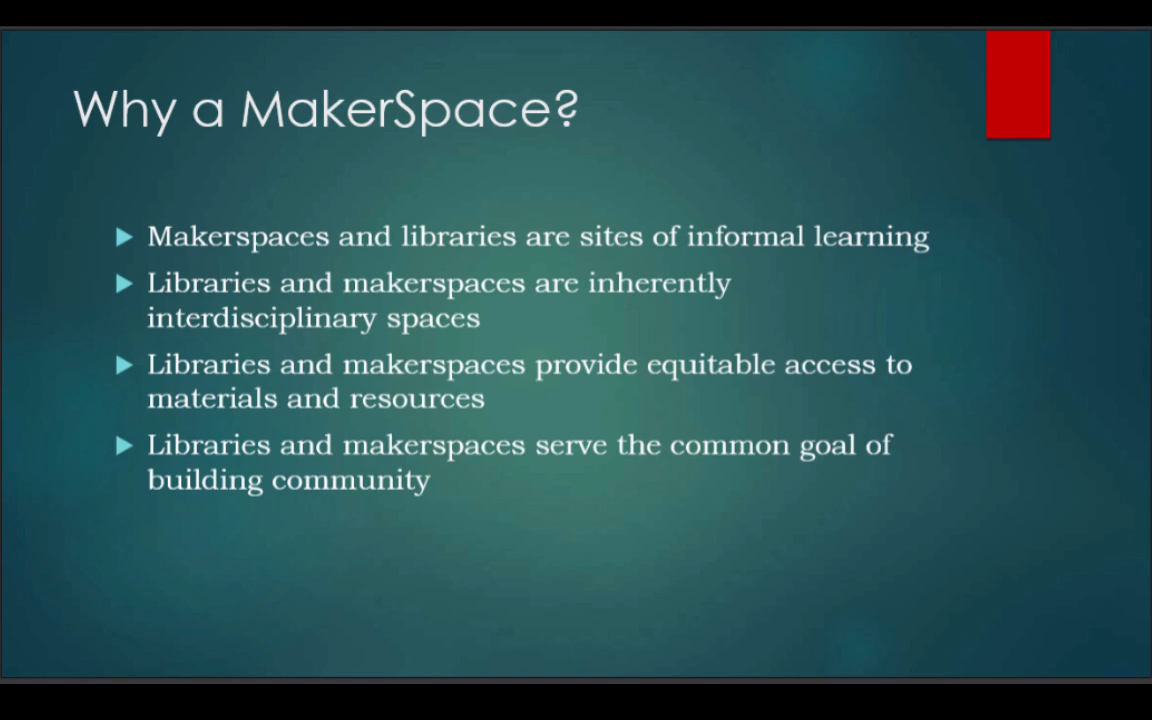 Why a MakerSpace?
Makerspaces and libraries are sites of informal learning
Libraries and makerspaces are inherently
interdisciplinary spaces
Libraries and makerspaces provide equitable access to
materials and resources
Libraries and makerspaces serve the common goal of
building community